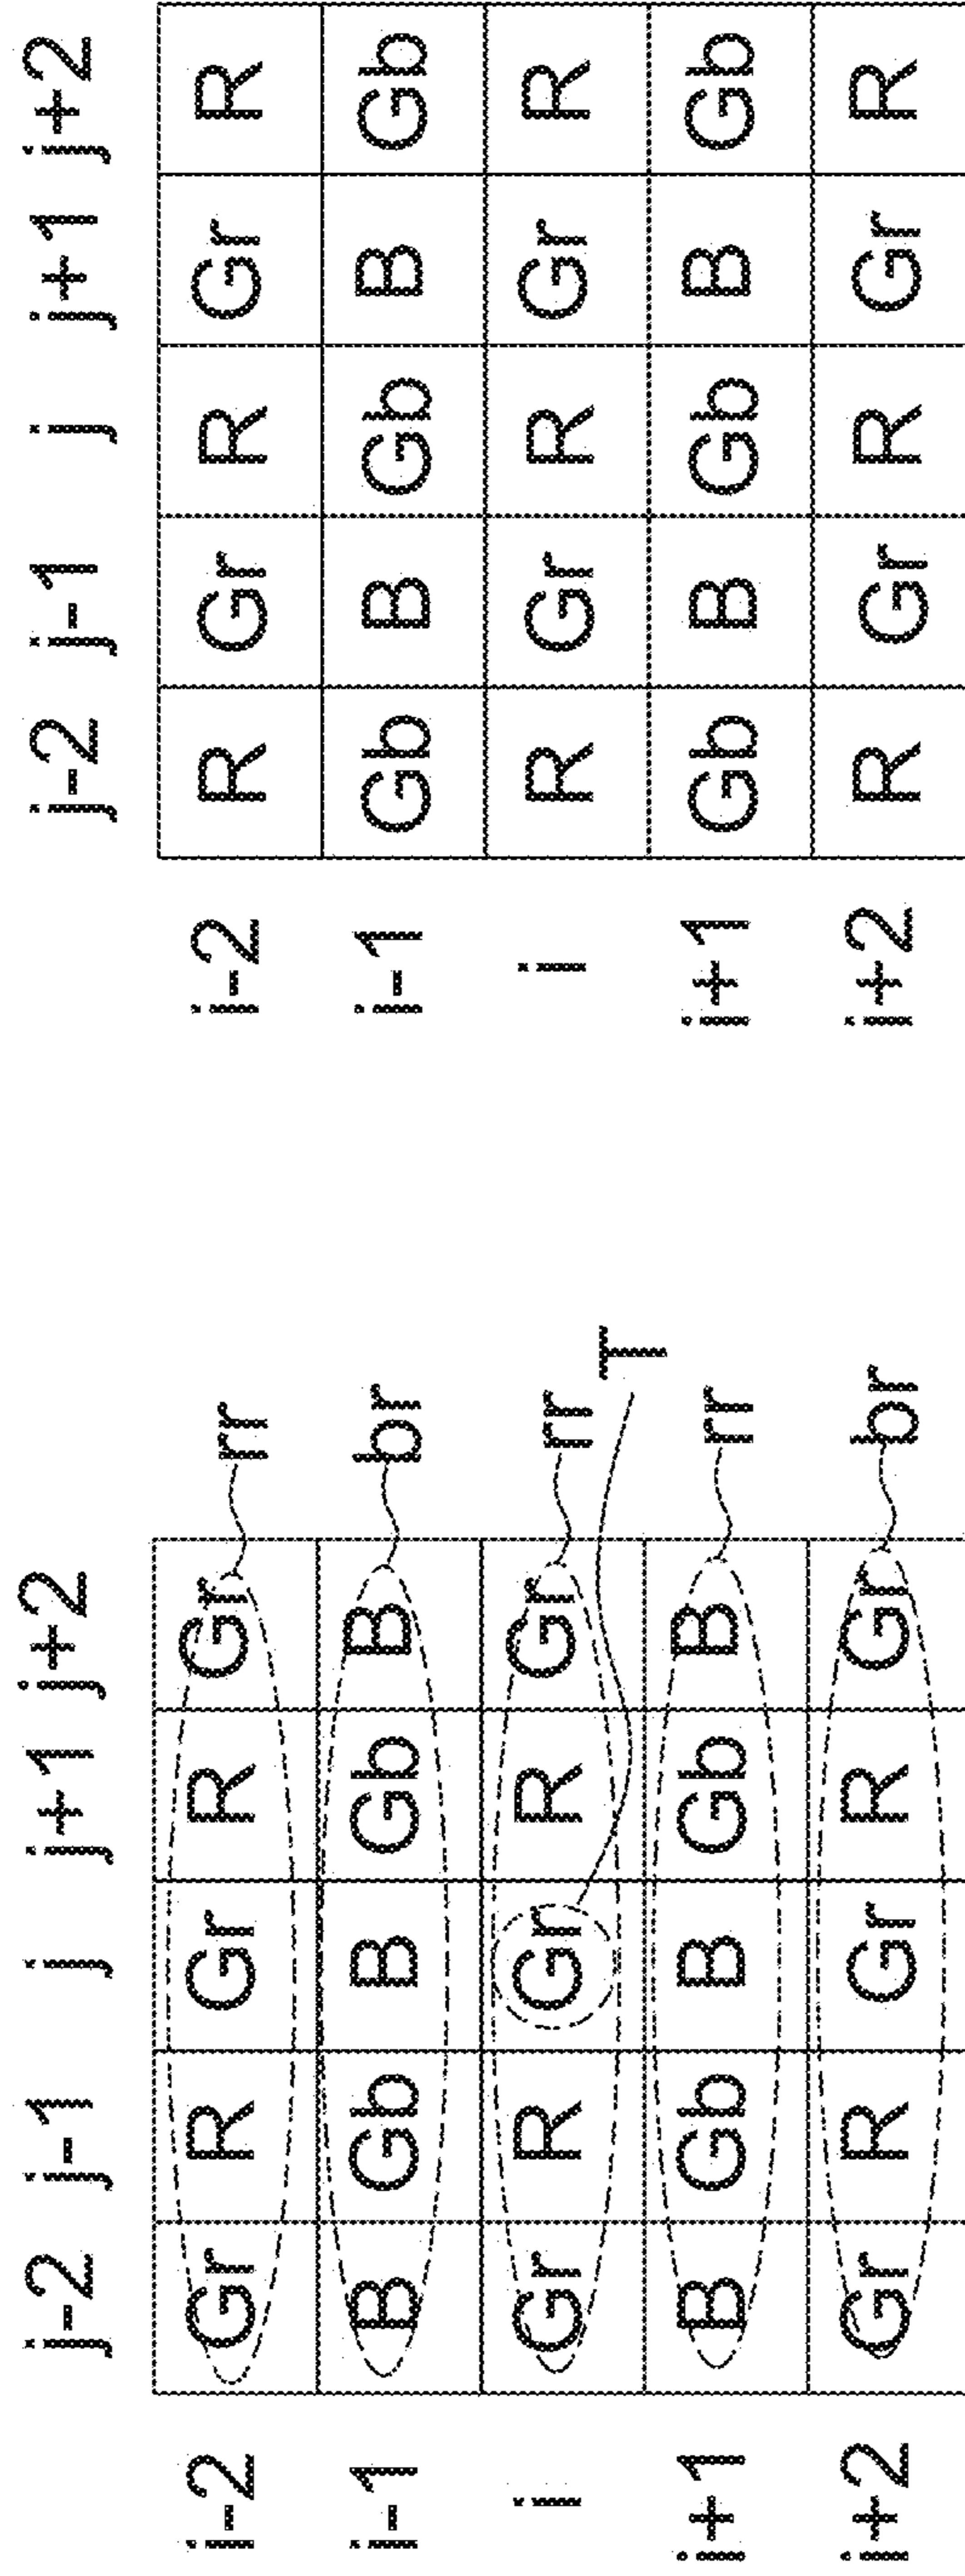 j-2 j-1 j j+1 j+2
i-2 Gr R Gr R Gr rr
i-1 B Gb B Gb B br
i Gr R Gr R Gr rr
T
i+1 B Gb B Gb B rr
i+2 Gr R Gr R Gr br
j-2 j-1 j j+1 j+2
i-2 R Gr R Gr R
i-1 Gb B Gb B Gb
i R Gr R Gr R
i+1 Gb B Gb B Gb
i+2 R Gr R Gr R